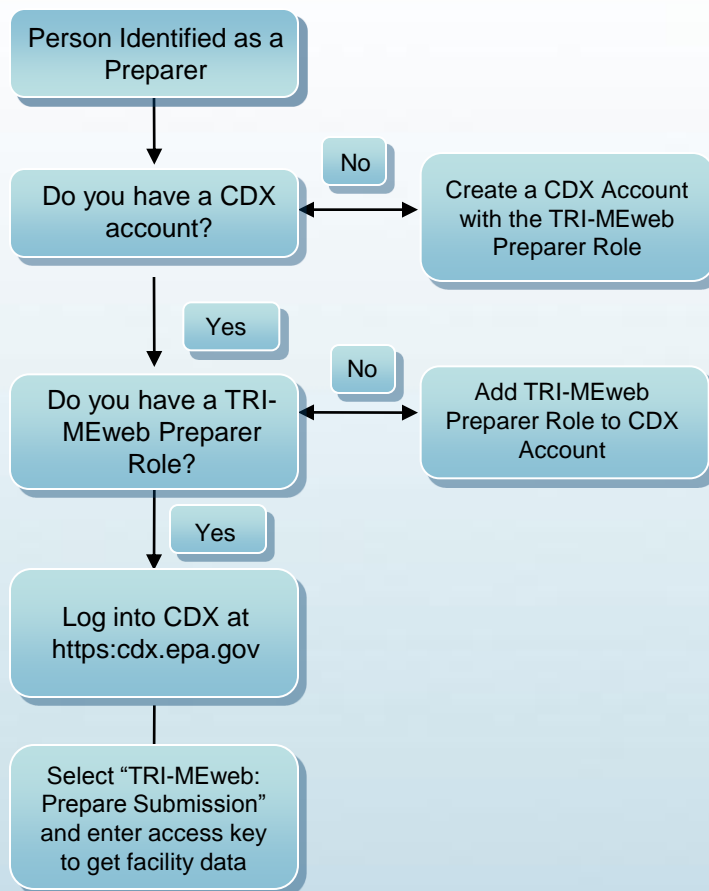 Person Identified as a
Preparer
No
Do you have a CDX
account?
Create a CDX Account
with the TRI-MEweb
Preparer Role
Yes
No
Do you have a TRI-
MEweb Preparer
Role?
Add TRI-MEweb
Preparer Role to CDX
Account
Yes
Log into CDX at
https:cdx.epa.gov
Select “TRI-MEweb:
Prepare Submission”
and enter access key
to get facility data